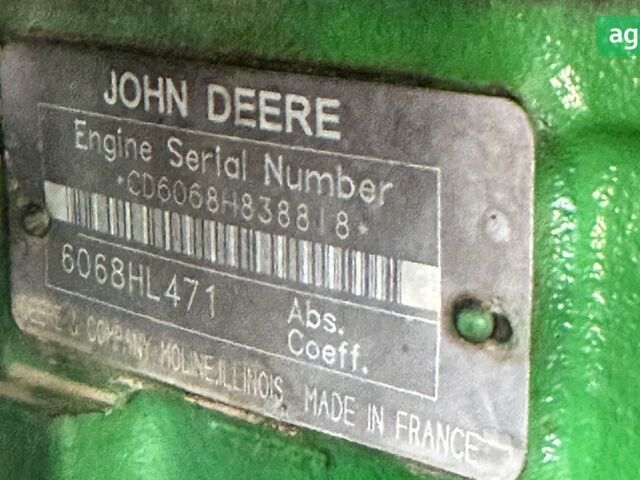 ag
JOHN DEERE
Engine Serial Number
*CD6068H838818*
6068HL471
Abs.
Coeff.
DEERE & COMPANY MOLINE,ILLINOIS MADE IN FRANCE